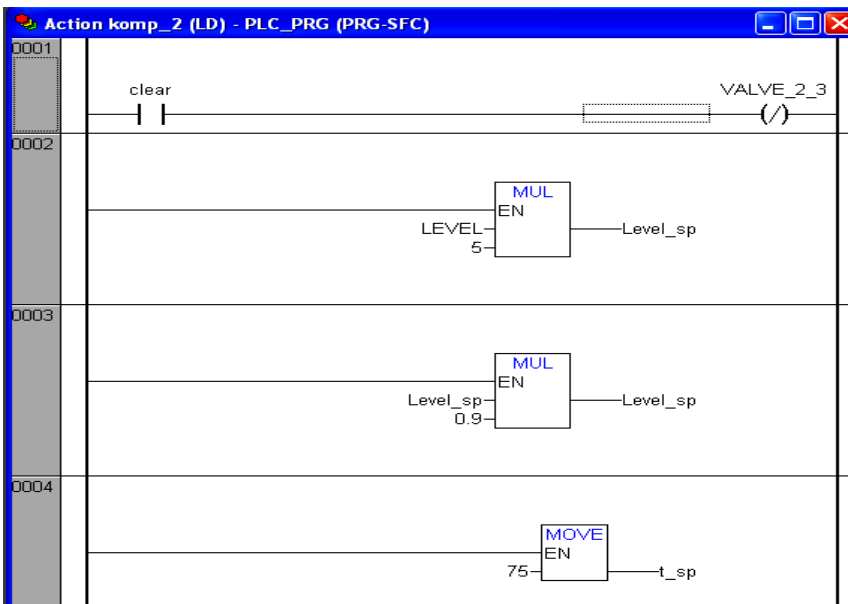 Action komp_2 (LD) - PLC_PRG (PRG-SFC)
0001
clear
VALVE_2_3
0002
MUL
EN
LEVEL
5
Level_sp
0003
MUL
EN
Level_sp
0.9
Level_sp
0004
MOVE
EN
75
t_sp